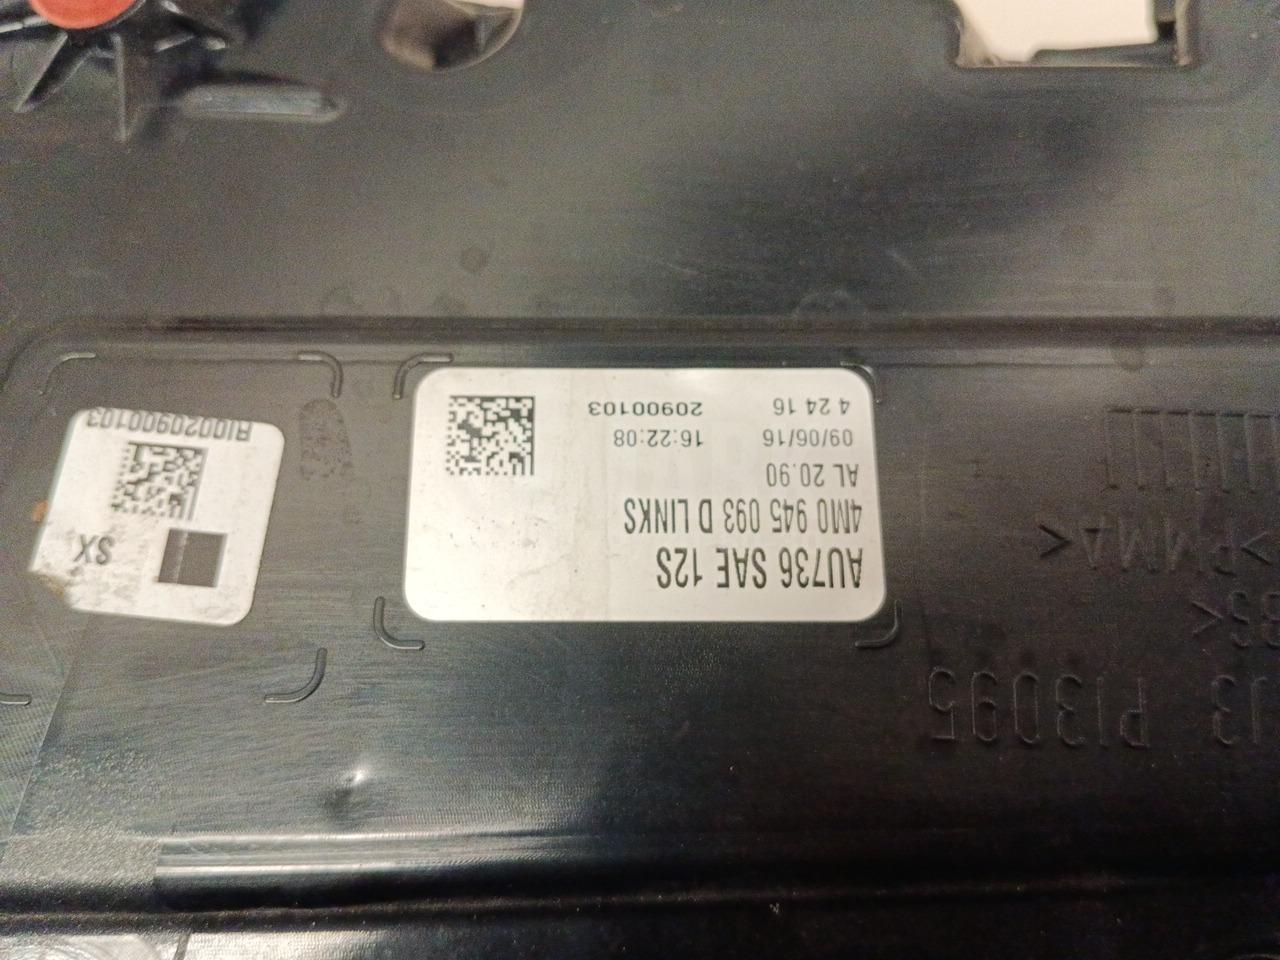 AU736 SAE 12S
4M0 945 093 D LINKS
AL 20.90
09/06/16 16:22:08
4 24 16 20900103
SX
RI0020900103
PI3095
>PMMA<